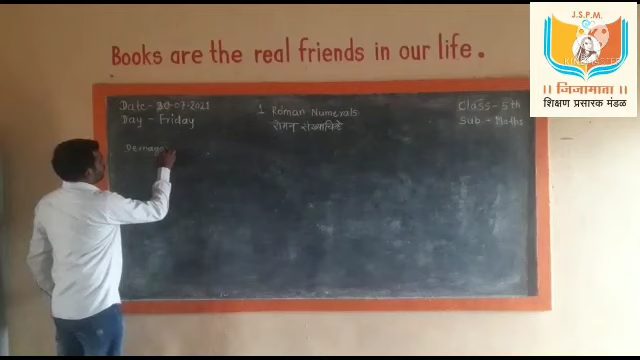 Books are the real friends in our life.
J.S.P.M.
KINEMASTER
।। जिजामाता ।।
शिक्षण प्रसारक मंडळ
Date - 30-07-2021
Day - Friday
1 Roman Numerals
रोमन संख्याचिन्हे
Class - 5th
Sub - Maths